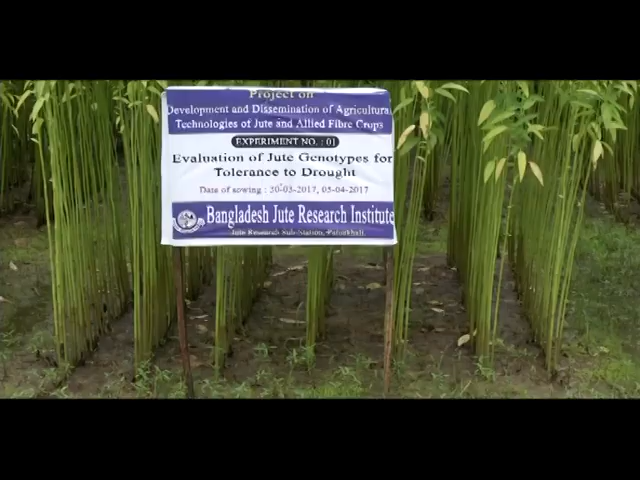 Project on
Development and Dissemination of Agricultural
Technologies of Jute and Allied Fibre Crops
EXPERIMENT NO. : 01
Evaluation of Jute Genotypes for
Tolerance to Drought
Date of sowing : 30-03-2017, 05-04-2017
Bangladesh Jute Research Institute
Jute Research Sub-Station, Patuakhali